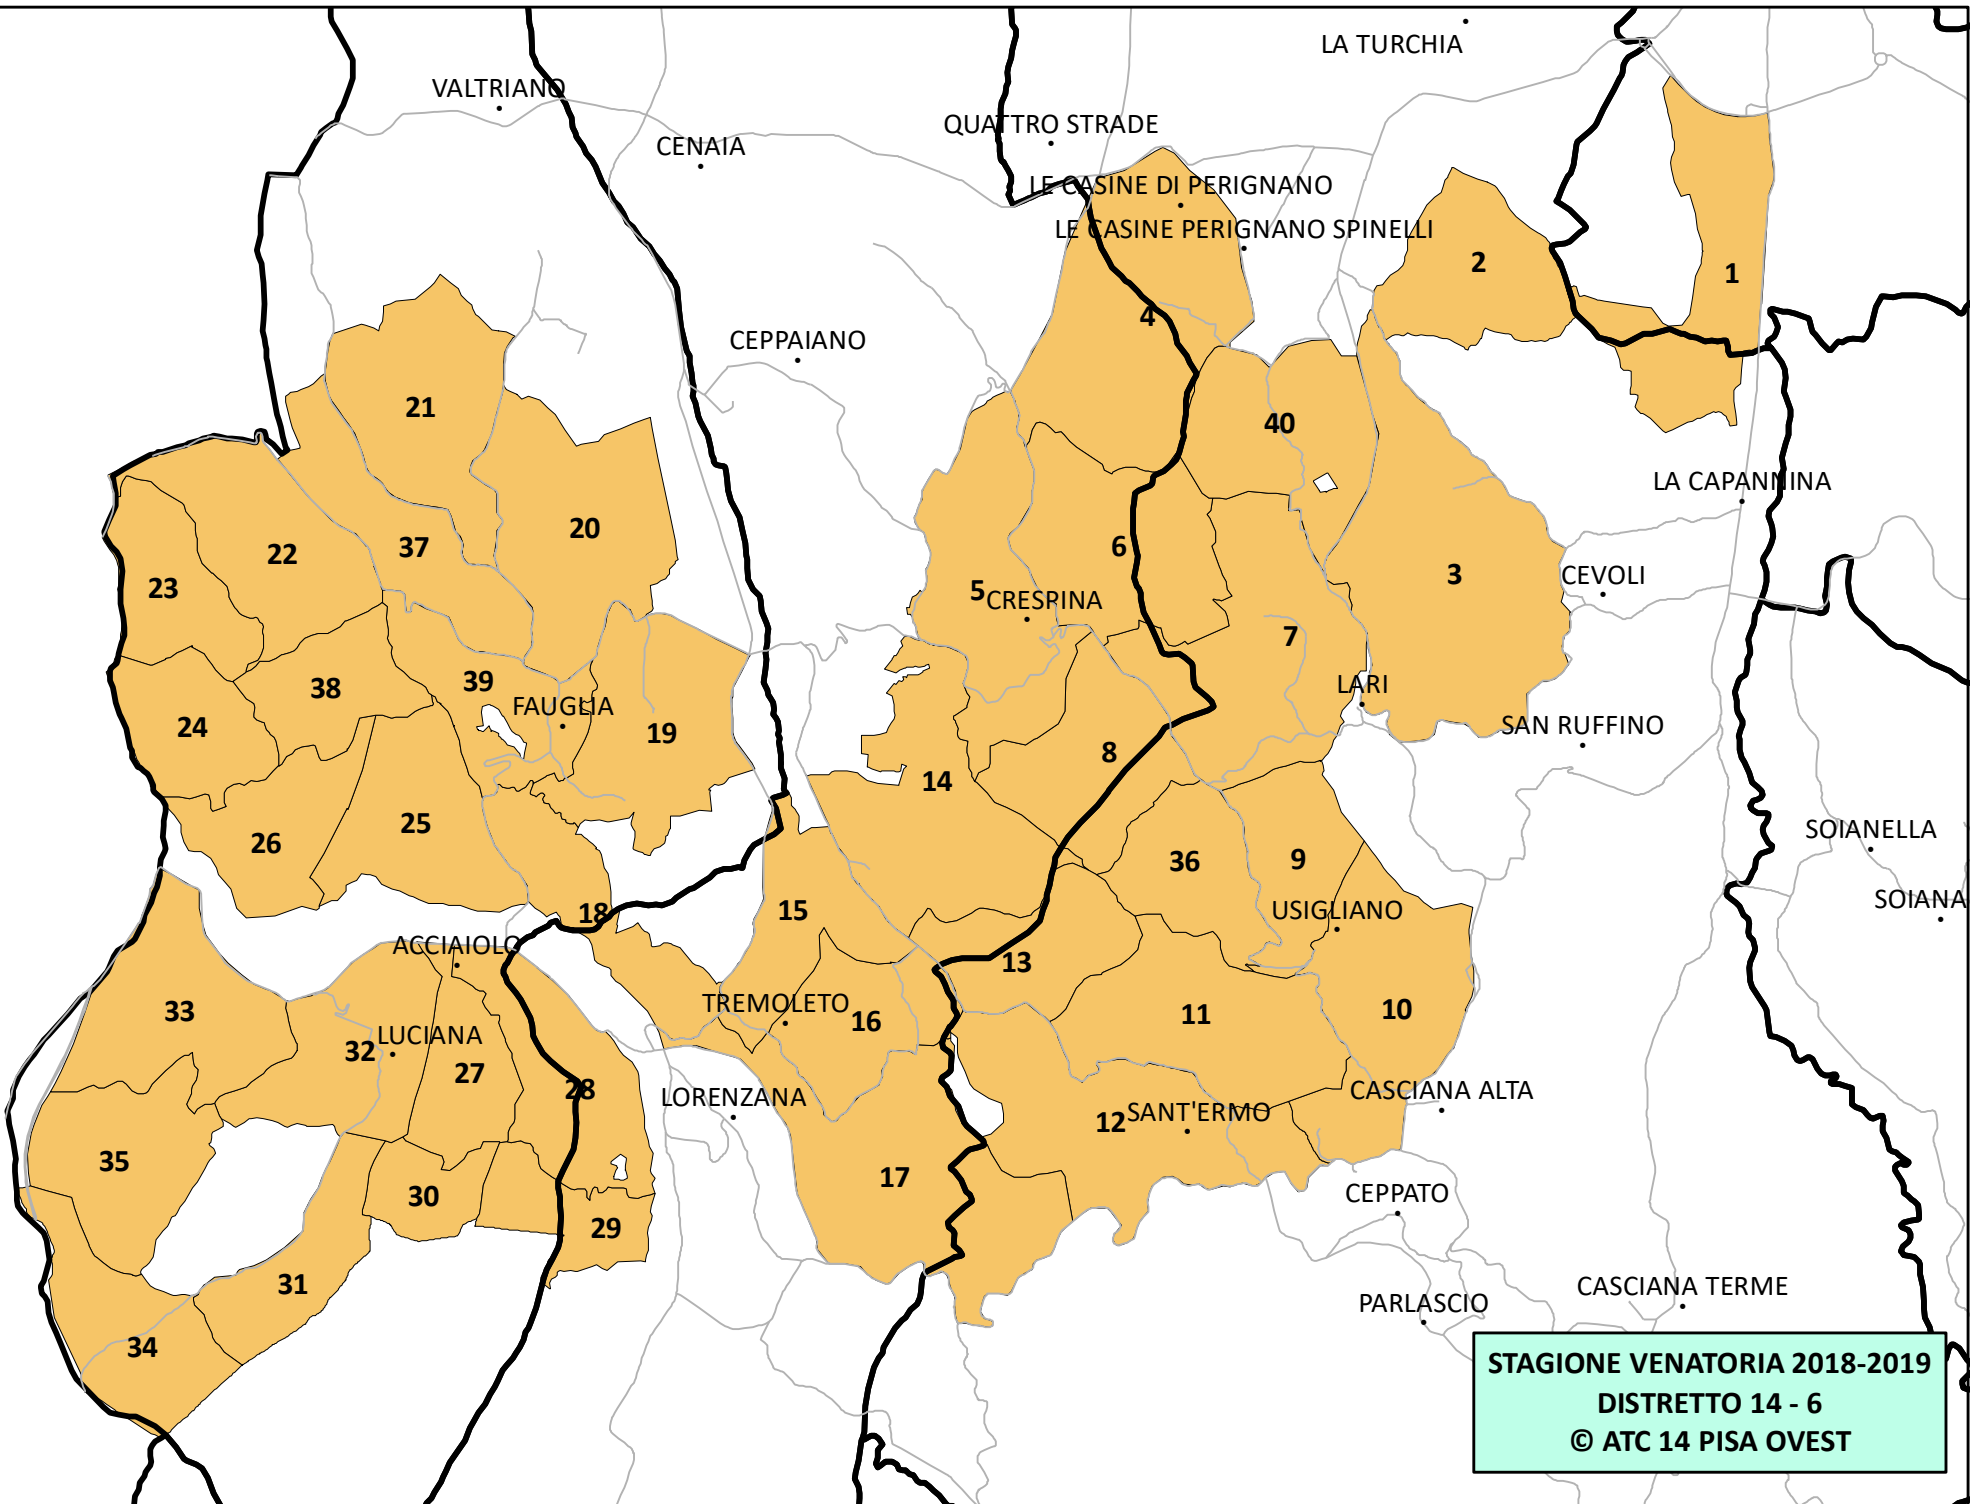 LA TURCHIA
VALTRIANO
QUATTRO STRADE
CENAIA
LE CASINE DI PERIGNANO
LE CASINE PERIGNANO SPINELLI
2
1
4
CEPPAIANO
21
40
LA CAPANNINA
20
37
22
6
3
CEVOLI
23
5
CRESRINA
7
39
38
LARI
FAUGLIA
24
19
SAN RUFFINO
8
14
25
SOIANELLA
26
36
9
SOIANA
15
18
USIGLIANO
ACCIAIOLO
13
TREMOLETO
33
16
11
10
LUCIANA
32
27
28
LORENZANA
CASCIANA ALTA
12
SANT'ERMO
35
17
30
CEPPATO
29
31
CASCIANA TERME
PARLASCIO
34
STAGIONE VENATORIA 2018-2019
DISTRETTO 14 - 6
© ATC 14 PISA OVEST